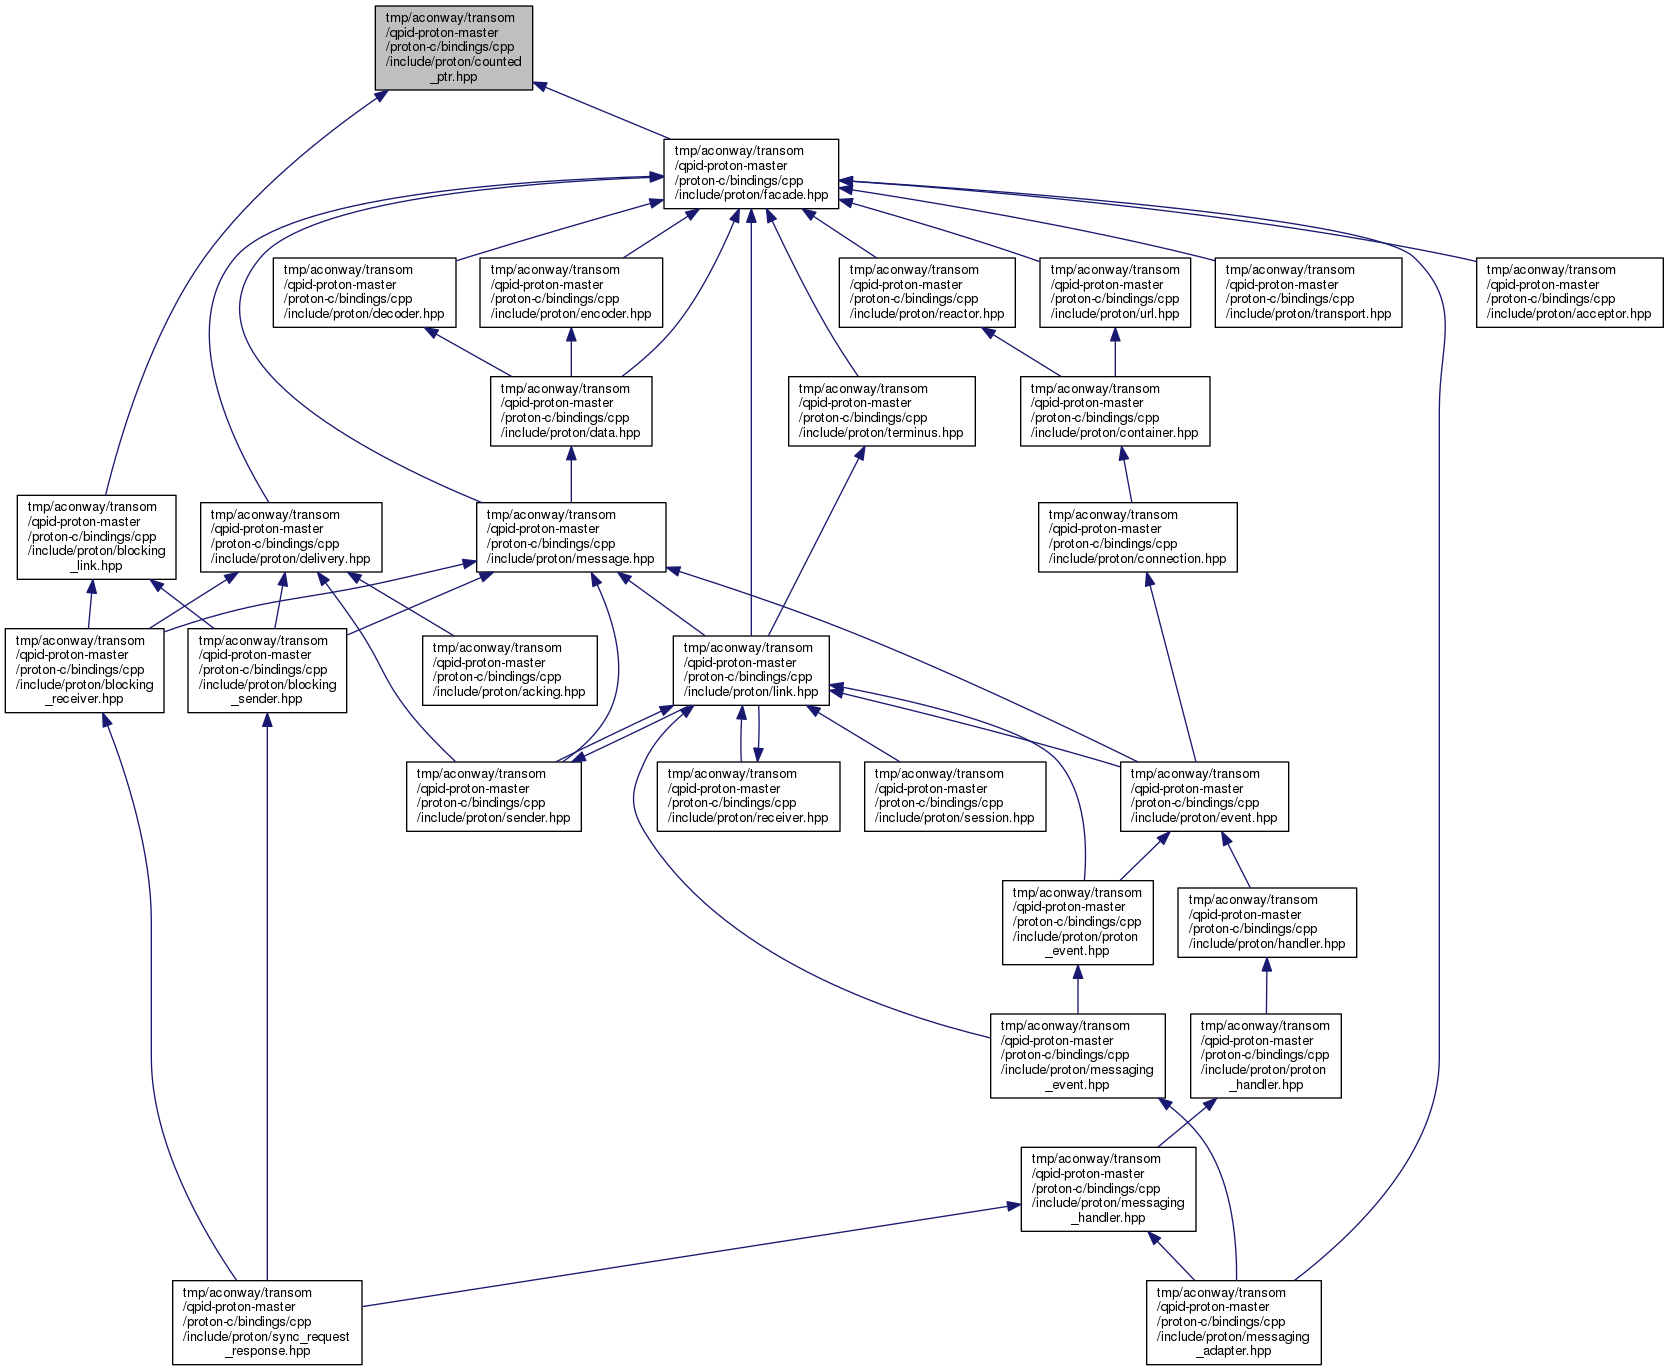 tmp/aconway/transom
/qpid-proton-master
/proton-c/bindings/cpp
/include/proton/counted
_ptr.hpp
tmp/aconway/transom
/qpid-proton-master
/proton-c/bindings/cpp
/include/proton/facade.hpp
tmp/aconway/transom
/qpid-proton-master
/proton-c/bindings/cpp
/include/proton/decoder.hpp
tmp/aconway/transom
/qpid-proton-master
/proton-c/bindings/cpp
/include/proton/encoder.hpp
tmp/aconway/transom
/qpid-proton-master
/proton-c/bindings/cpp
/include/proton/reactor.hpp
tmp/aconway/transom
/qpid-proton-master
/proton-c/bindings/cpp
/include/proton/url.hpp
tmp/aconway/transom
/qpid-proton-master
/proton-c/bindings/cpp
/include/proton/transport.hpp
tmp/aconway/transom
/qpid-proton-master
/proton-c/bindings/cpp
/include/proton/acceptor.hpp
tmp/aconway/transom
/qpid-proton-master
/proton-c/bindings/cpp
/include/proton/data.hpp
tmp/aconway/transom
/qpid-proton-master
/proton-c/bindings/cpp
/include/proton/terminus.hpp
tmp/aconway/transom
/qpid-proton-master
/proton-c/bindings/cpp
/include/proton/container.hpp
tmp/aconway/transom
/qpid-proton-master
/proton-c/bindings/cpp
/include/proton/blocking
_link.hpp
tmp/aconway/transom
/qpid-proton-master
/proton-c/bindings/cpp
/include/proton/delivery.hpp
tmp/aconway/transom
/qpid-proton-master
/proton-c/bindings/cpp
/include/proton/message.hpp
tmp/aconway/transom
/qpid-proton-master
/proton-c/bindings/cpp
/include/proton/connection.hpp
tmp/aconway/transom
/qpid-proton-master
/proton-c/bindings/cpp
/include/proton/blocking
_receiver.hpp
tmp/aconway/transom
/qpid-proton-master
/proton-c/bindings/cpp
/include/proton/blocking
_sender.hpp
tmp/aconway/transom
/qpid-proton-master
/proton-c/bindings/cpp
/include/proton/acking.hpp
tmp/aconway/transom
/qpid-proton-master
/proton-c/bindings/cpp
/include/proton/link.hpp
tmp/aconway/transom
/qpid-proton-master
/proton-c/bindings/cpp
/include/proton/sender.hpp
tmp/aconway/transom
/qpid-proton-master
/proton-c/bindings/cpp
/include/proton/receiver.hpp
tmp/aconway/transom
/qpid-proton-master
/proton-c/bindings/cpp
/include/proton/session.hpp
tmp/aconway/transom
/qpid-proton-master
/proton-c/bindings/cpp
/include/proton/event.hpp
tmp/aconway/transom
/qpid-proton-master
/proton-c/bindings/cpp
/include/proton/proton
_event.hpp
tmp/aconway/transom
/qpid-proton-master
/proton-c/bindings/cpp
/include/proton/handler.hpp
tmp/aconway/transom
/qpid-proton-master
/proton-c/bindings/cpp
/include/proton/messaging
_event.hpp
tmp/aconway/transom
/qpid-proton-master
/proton-c/bindings/cpp
/include/proton/proton
_handler.hpp
tmp/aconway/transom
/qpid-proton-master
/proton-c/bindings/cpp
/include/proton/messaging
_handler.hpp
tmp/aconway/transom
/qpid-proton-master
/proton-c/bindings/cpp
/include/proton/sync_request
_response.hpp
tmp/aconway/transom
/qpid-proton-master
/proton-c/bindings/cpp
/include/proton/messaging
_adapter.hpp